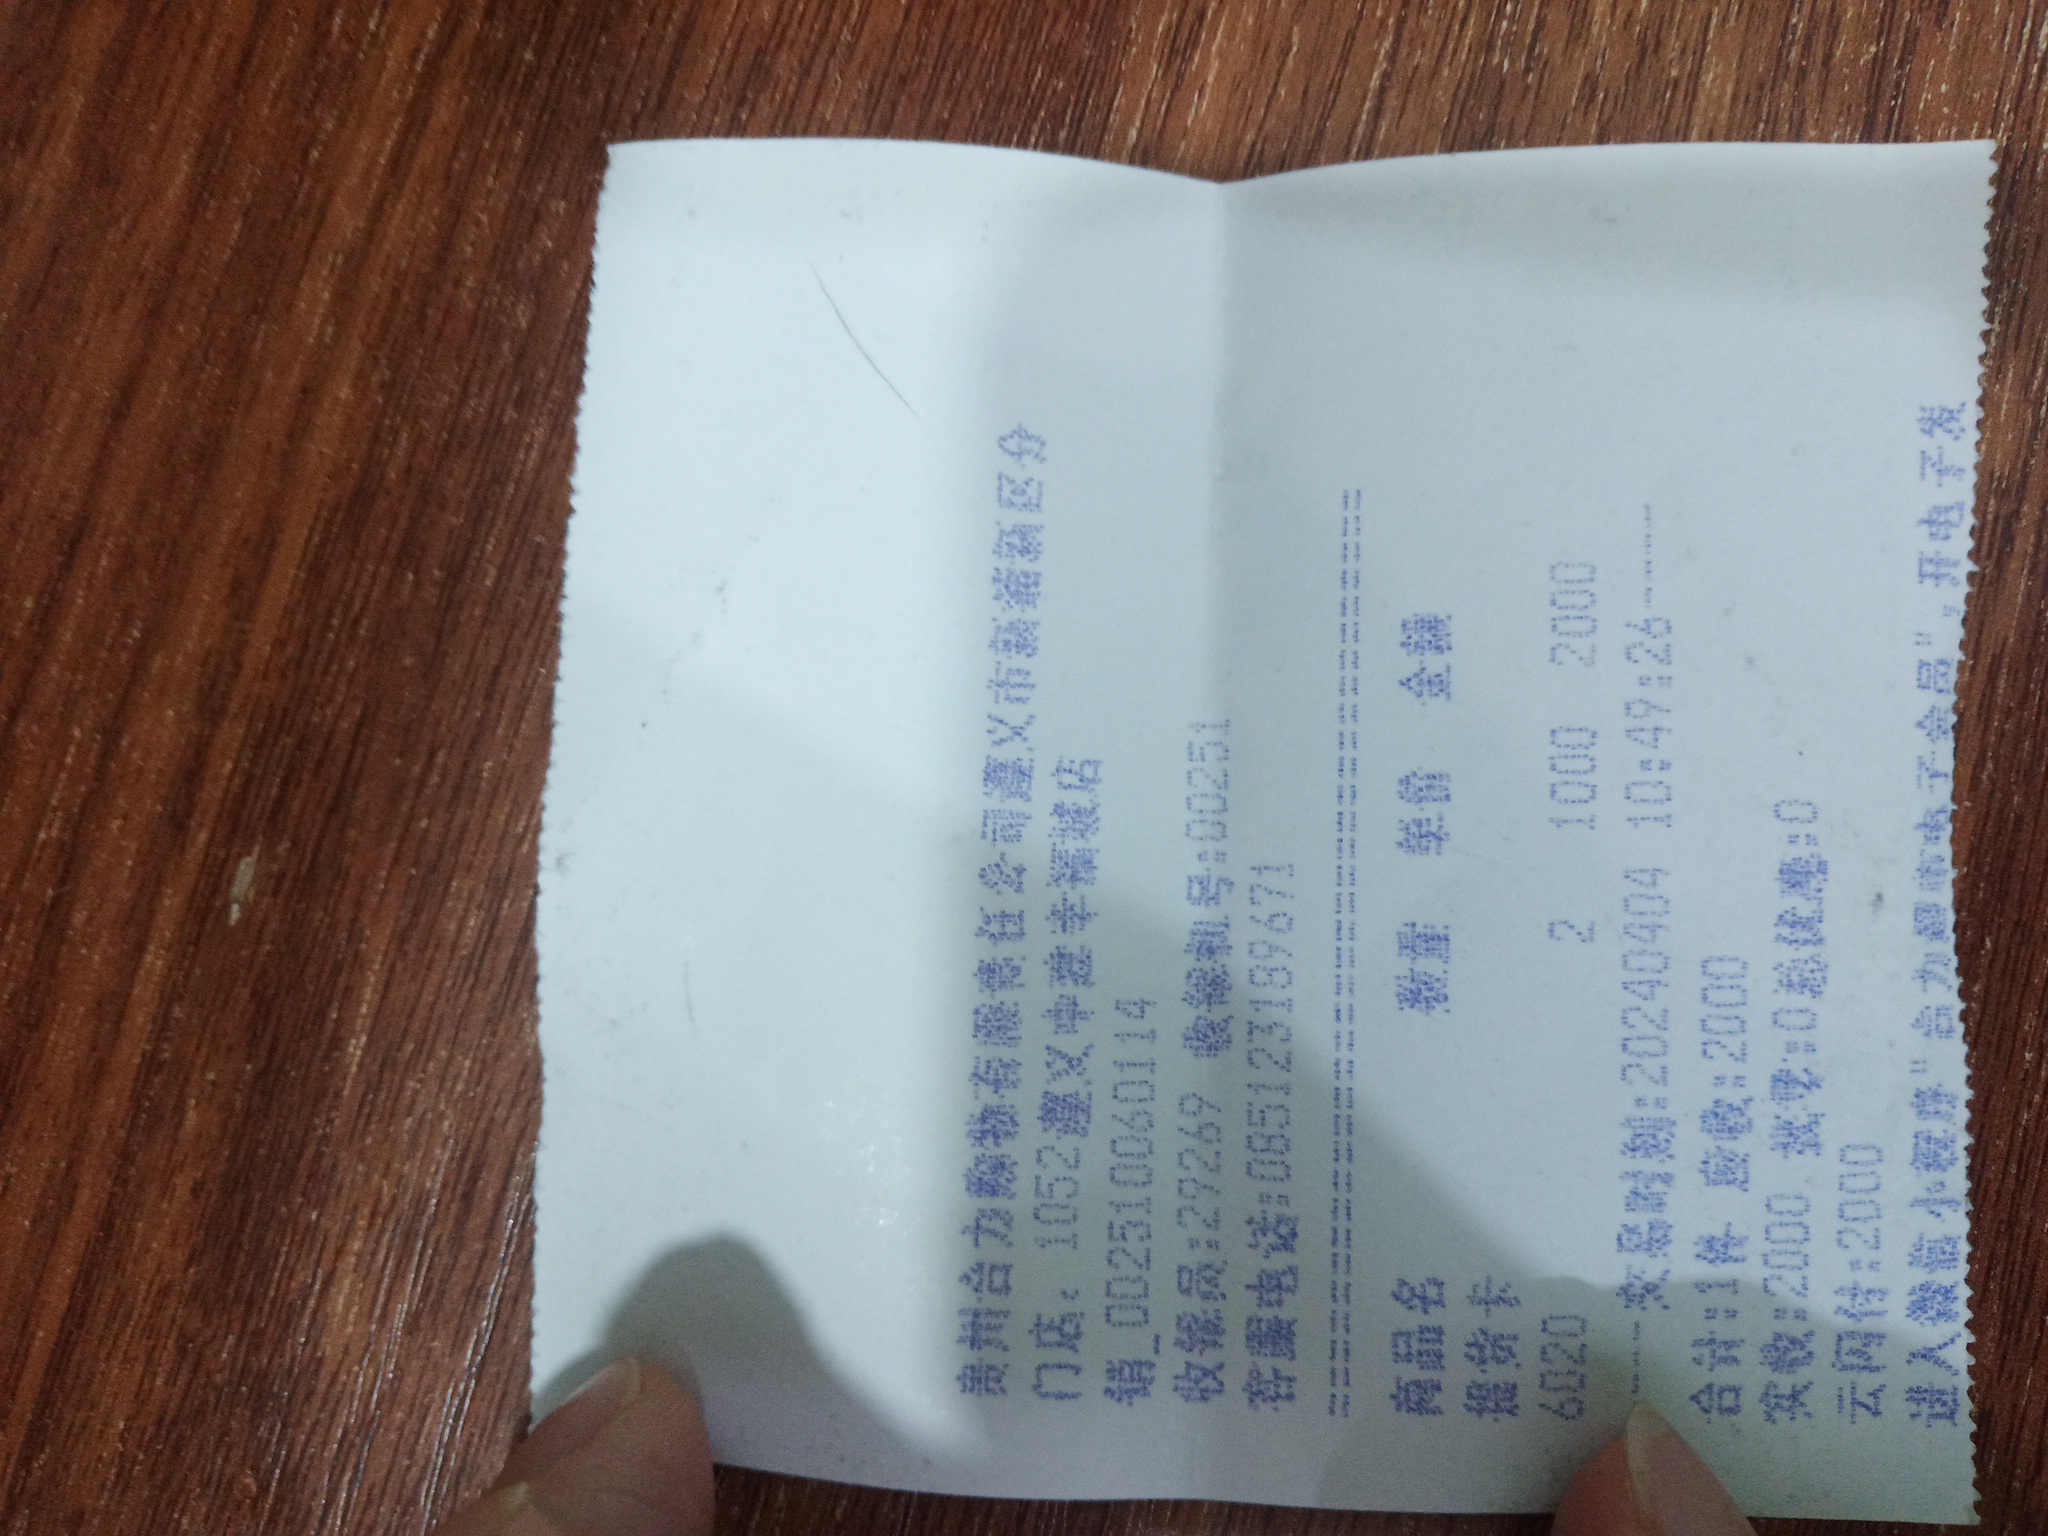 贵州合力购物有限责任公司遵义市新蒲新区分
门店: 1052遵义中建幸福城店
销_0025100600114
收银员:29269 收银机号:00251
客服电话:085123189671
================================
商品名 数量 单价 金额
提货卡
6020 2 1000 2000
----交易时刻:20240404 10:49:26------
合计:1件 应收:2000
实收:2000 找零:0总优惠:0
云闪付:2000
进入微信小程序"合力超市电子会员",开电子发